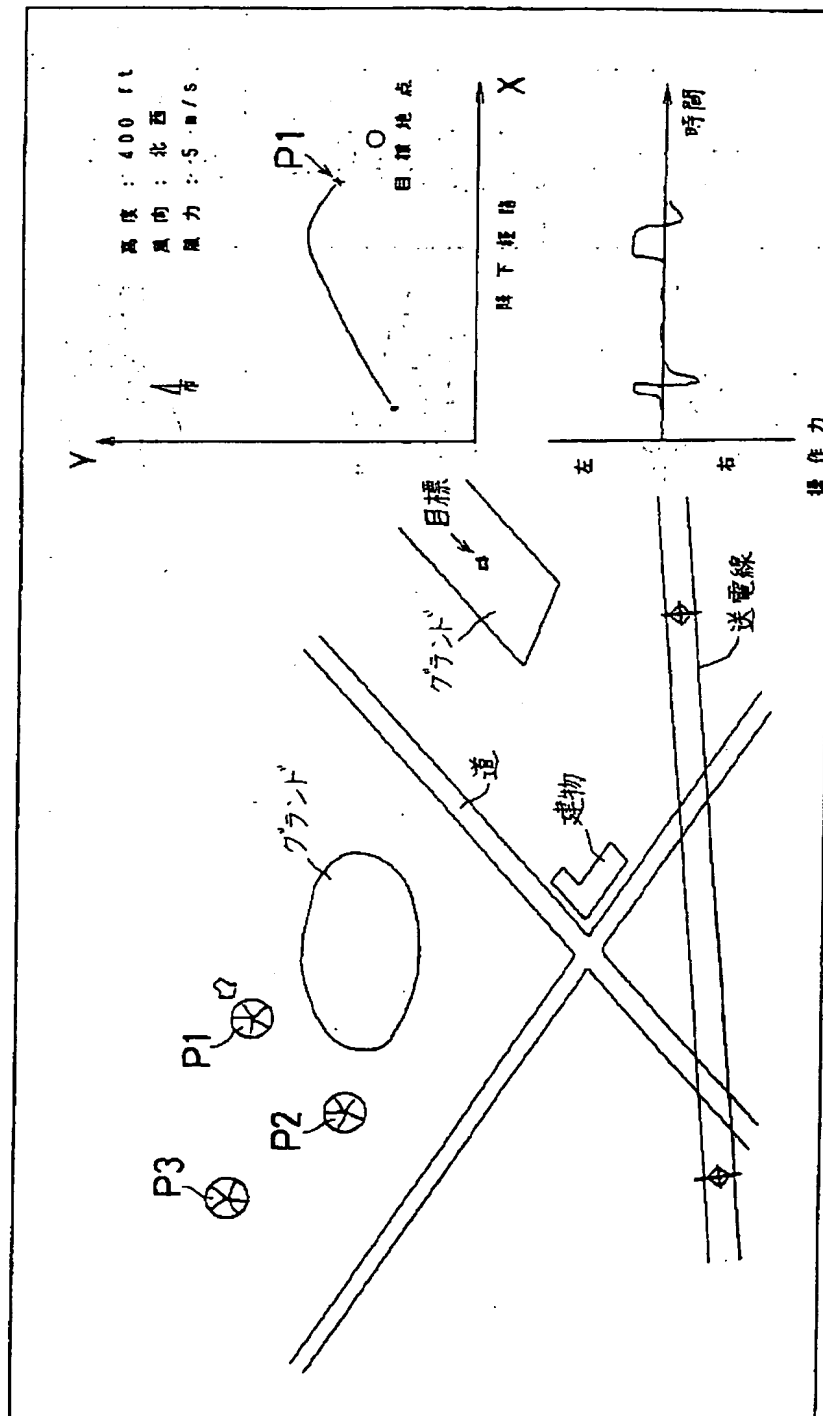 P3
P2
P1
グランド
道
建物
グランド
目標
送電線
Y
北
高度：400 ft
風向：北西
風力：5 m/s
P1
目標地点
X
降下経路
左
右
操作力
時間